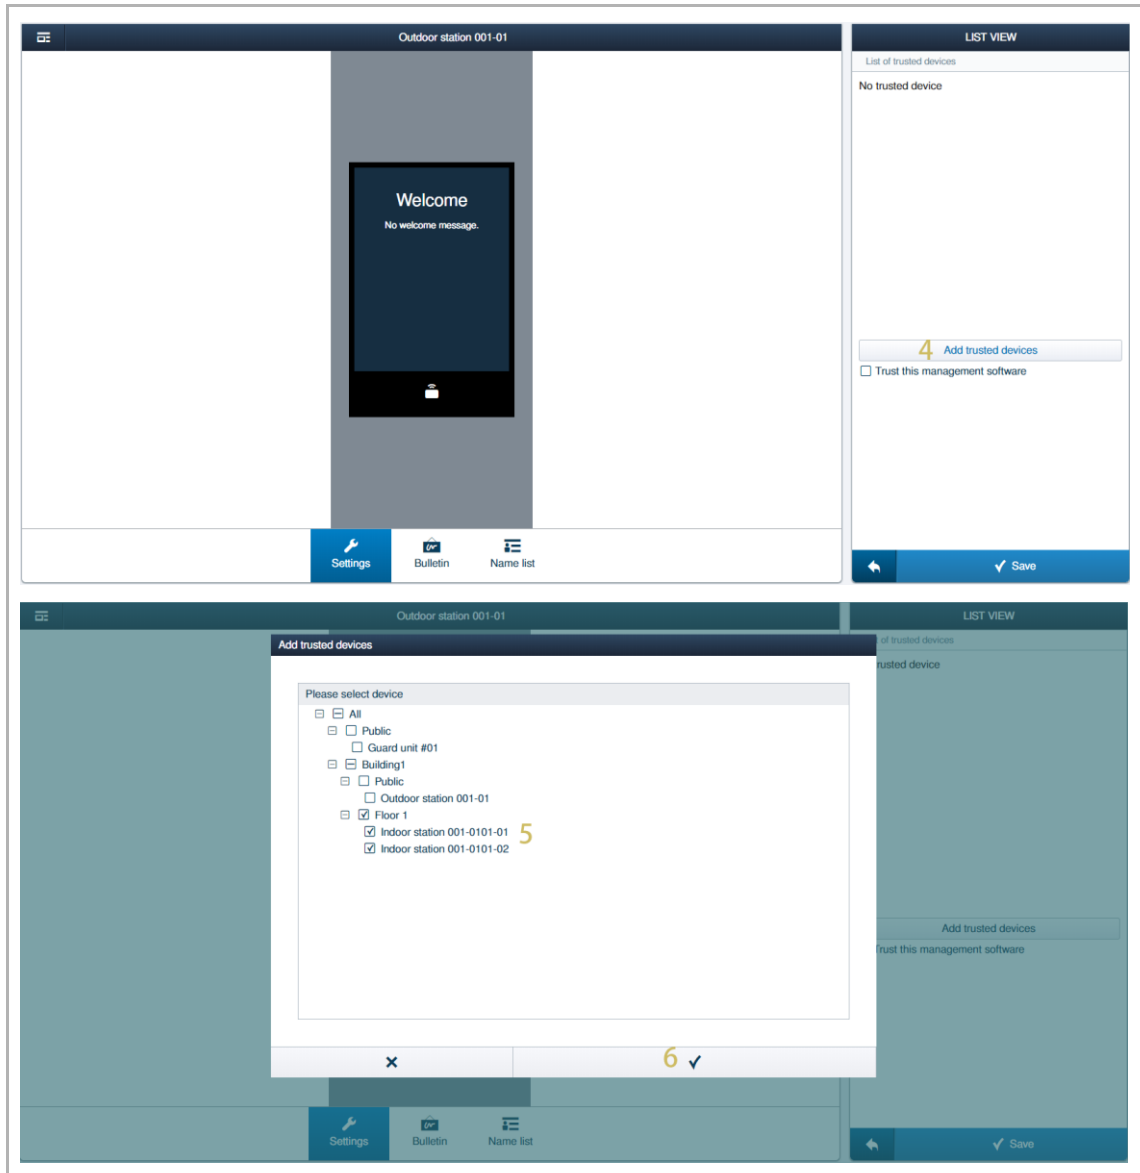 Outdoor station 001-01
LIST VIEW
List of trusted devices
No trusted device
Welcome
No welcome message.
4 Add trusted devices
Trust this management software
Settings
Bulletin
Name list
Save
Outdoor station 001-01
LIST VIEW
Add trusted devices
of trusted devices
rusted device
Please select device
All
Public
Guard unit #01
Building1
Public
Outdoor station 001-01
Floor 1
Indoor station 001-0101-01
5
Indoor station 001-0101-02
Add trusted devices
rust this management software
6
Settings
Bulletin
Name list
Save